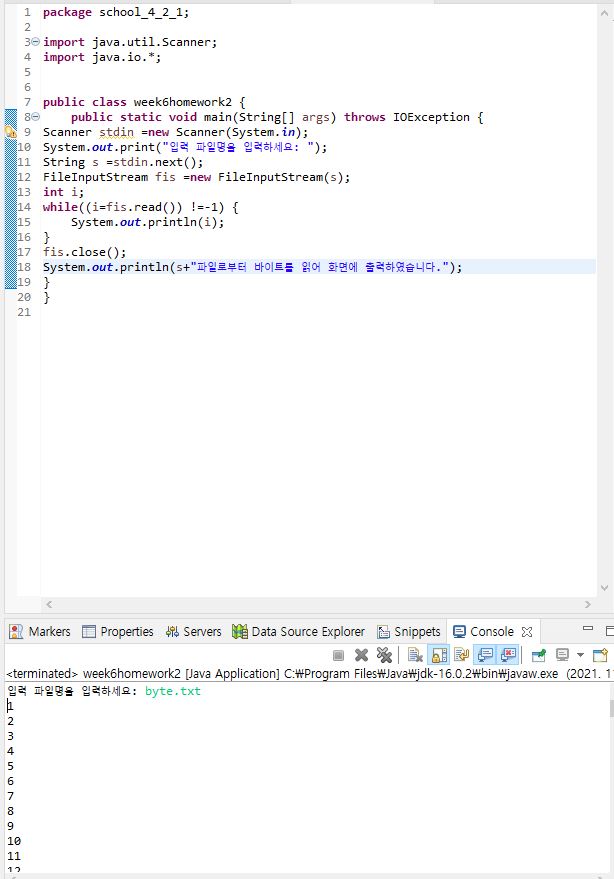 1 package school_4_2_1;
2
3 import java.util.Scanner;
4 import java.io.*;
5
6
7 public class week6homework2 {
8 public static void main(String[] args) throws IOException {
9 Scanner stdin =new Scanner(System.in);
10 System.out.print("입력 파일명을 입력하세요: ");
11 String s =stdin.next();
12 FileInputStream fis =new FileInputStream(s);
13 int i;
14 while((i=fis.read()) !=-1) {
15 System.out.println(i);
16 }
17 fis.close();
18 System.out.println(s+"파일로부터 바이트를 읽어 화면에 출력하였습니다.");
19 }
20 }
21
Markers Properties Servers Data Source Explorer Snippets Console
<terminated> week6homework2 [Java Application] C:₩Program Files₩Java₩jdk-16.0.2₩bin₩javaw.exe (2021. 11
입력 파일명을 입력하세요: byte.txt
1
2
3
4
5
6
7
8
9
10
11
12